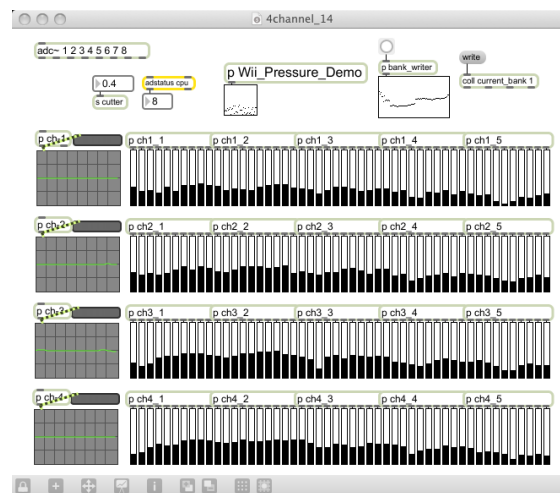 4channel_14
adc~ 1 2 3 4 5 6 7 8
write
p bank_writer
p Wii_Pressure_Demo
0.4
adstatus cpu
coll current_bank 1
s cutter
8
p ch1_1 p ch1_2 p ch1_3 p ch1_4 p ch1_5
p ch2_1 p ch2_2 p ch2_3 p ch2_4 p ch2_5
p ch3_1 p ch3_2 p ch3_3 p ch3_4 p ch3_5
p ch4_1 p ch4_2 p ch4_3 p ch4_4 p ch4_5